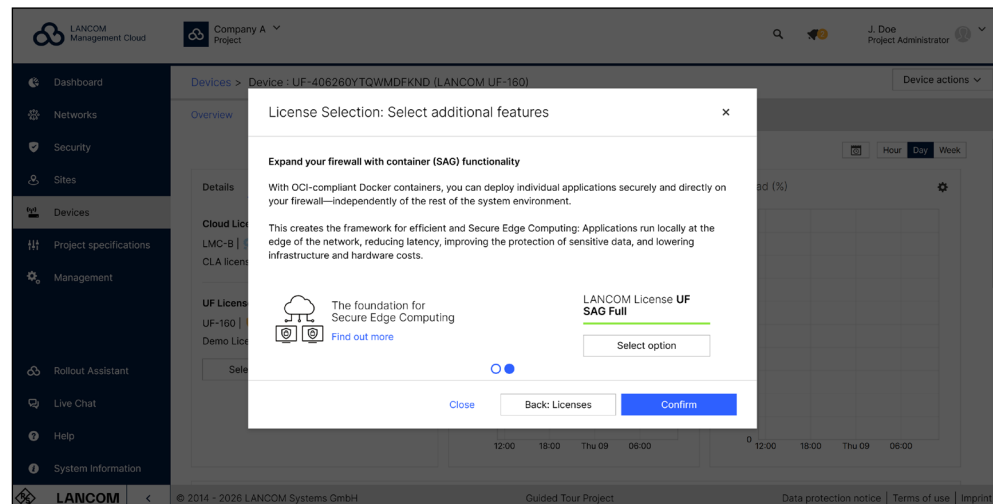 LANCOM
Management Cloud
Company A
Project
J. Doe
Project Administrator
Dashboard
Networks
Security
Sites
Devices
Project specifications
Management
Rollout Assistant
Live Chat
Help
System Information
LANCOM
Devices > Device : UF-406260YTQWMDFKND (LANCOM UF-160)
Device actions
Overview
Hour Day Week
Details
Cloud Lice
LMC-B |
CLA licens
UF Licens
UF-160 |
Demo Lice
Sele
ad (%)
License Selection: Select additional features
Expand your firewall with container (SAG) functionality
With OCI-compliant Docker containers, you can deploy individual applications securely and directly on
your firewall—independently of the rest of the system environment.
This creates the framework for efficient and Secure Edge Computing: Applications run locally at the
edge of the network, reducing latency, improving the protection of sensitive data, and lowering
infrastructure and hardware costs.
The foundation for
Secure Edge Computing
Find out more
LANCOM License UF
SAG Full
Select option
Close
Back: Licenses
Confirm
12:00 18:00 Thu 09 06:00
0
12:00 18:00 Thu 09 06:00
© 2014 - 2026 LANCOM Systems GmbH
Guided Tour Project
Data protection notice | Terms of use | Imprint